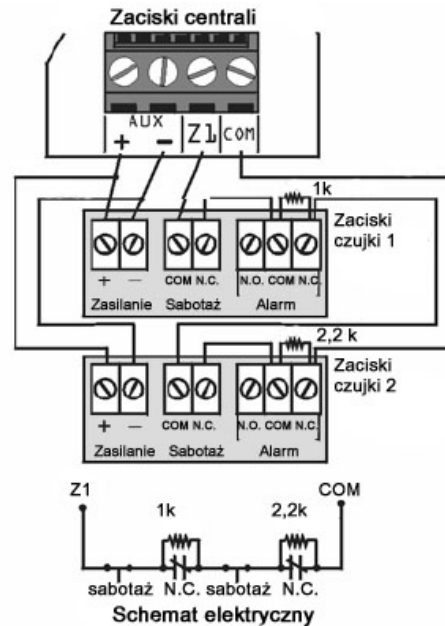 Zaciski centrali
AUX
+ − Z1 COM
1k
Zaciski
czujki 1
+ − COM N.C. N.O. COM N.C.
Zasilanie Sabotaż Alarm
2,2 k
Zaciski
czujki 2
+ − COM N.C. N.O. COM N.C.
Zasilanie Sabotaż Alarm
Z1 COM
1k 2,2k
sabotaż N.C. sabotaż N.C.
Schemat elektryczny